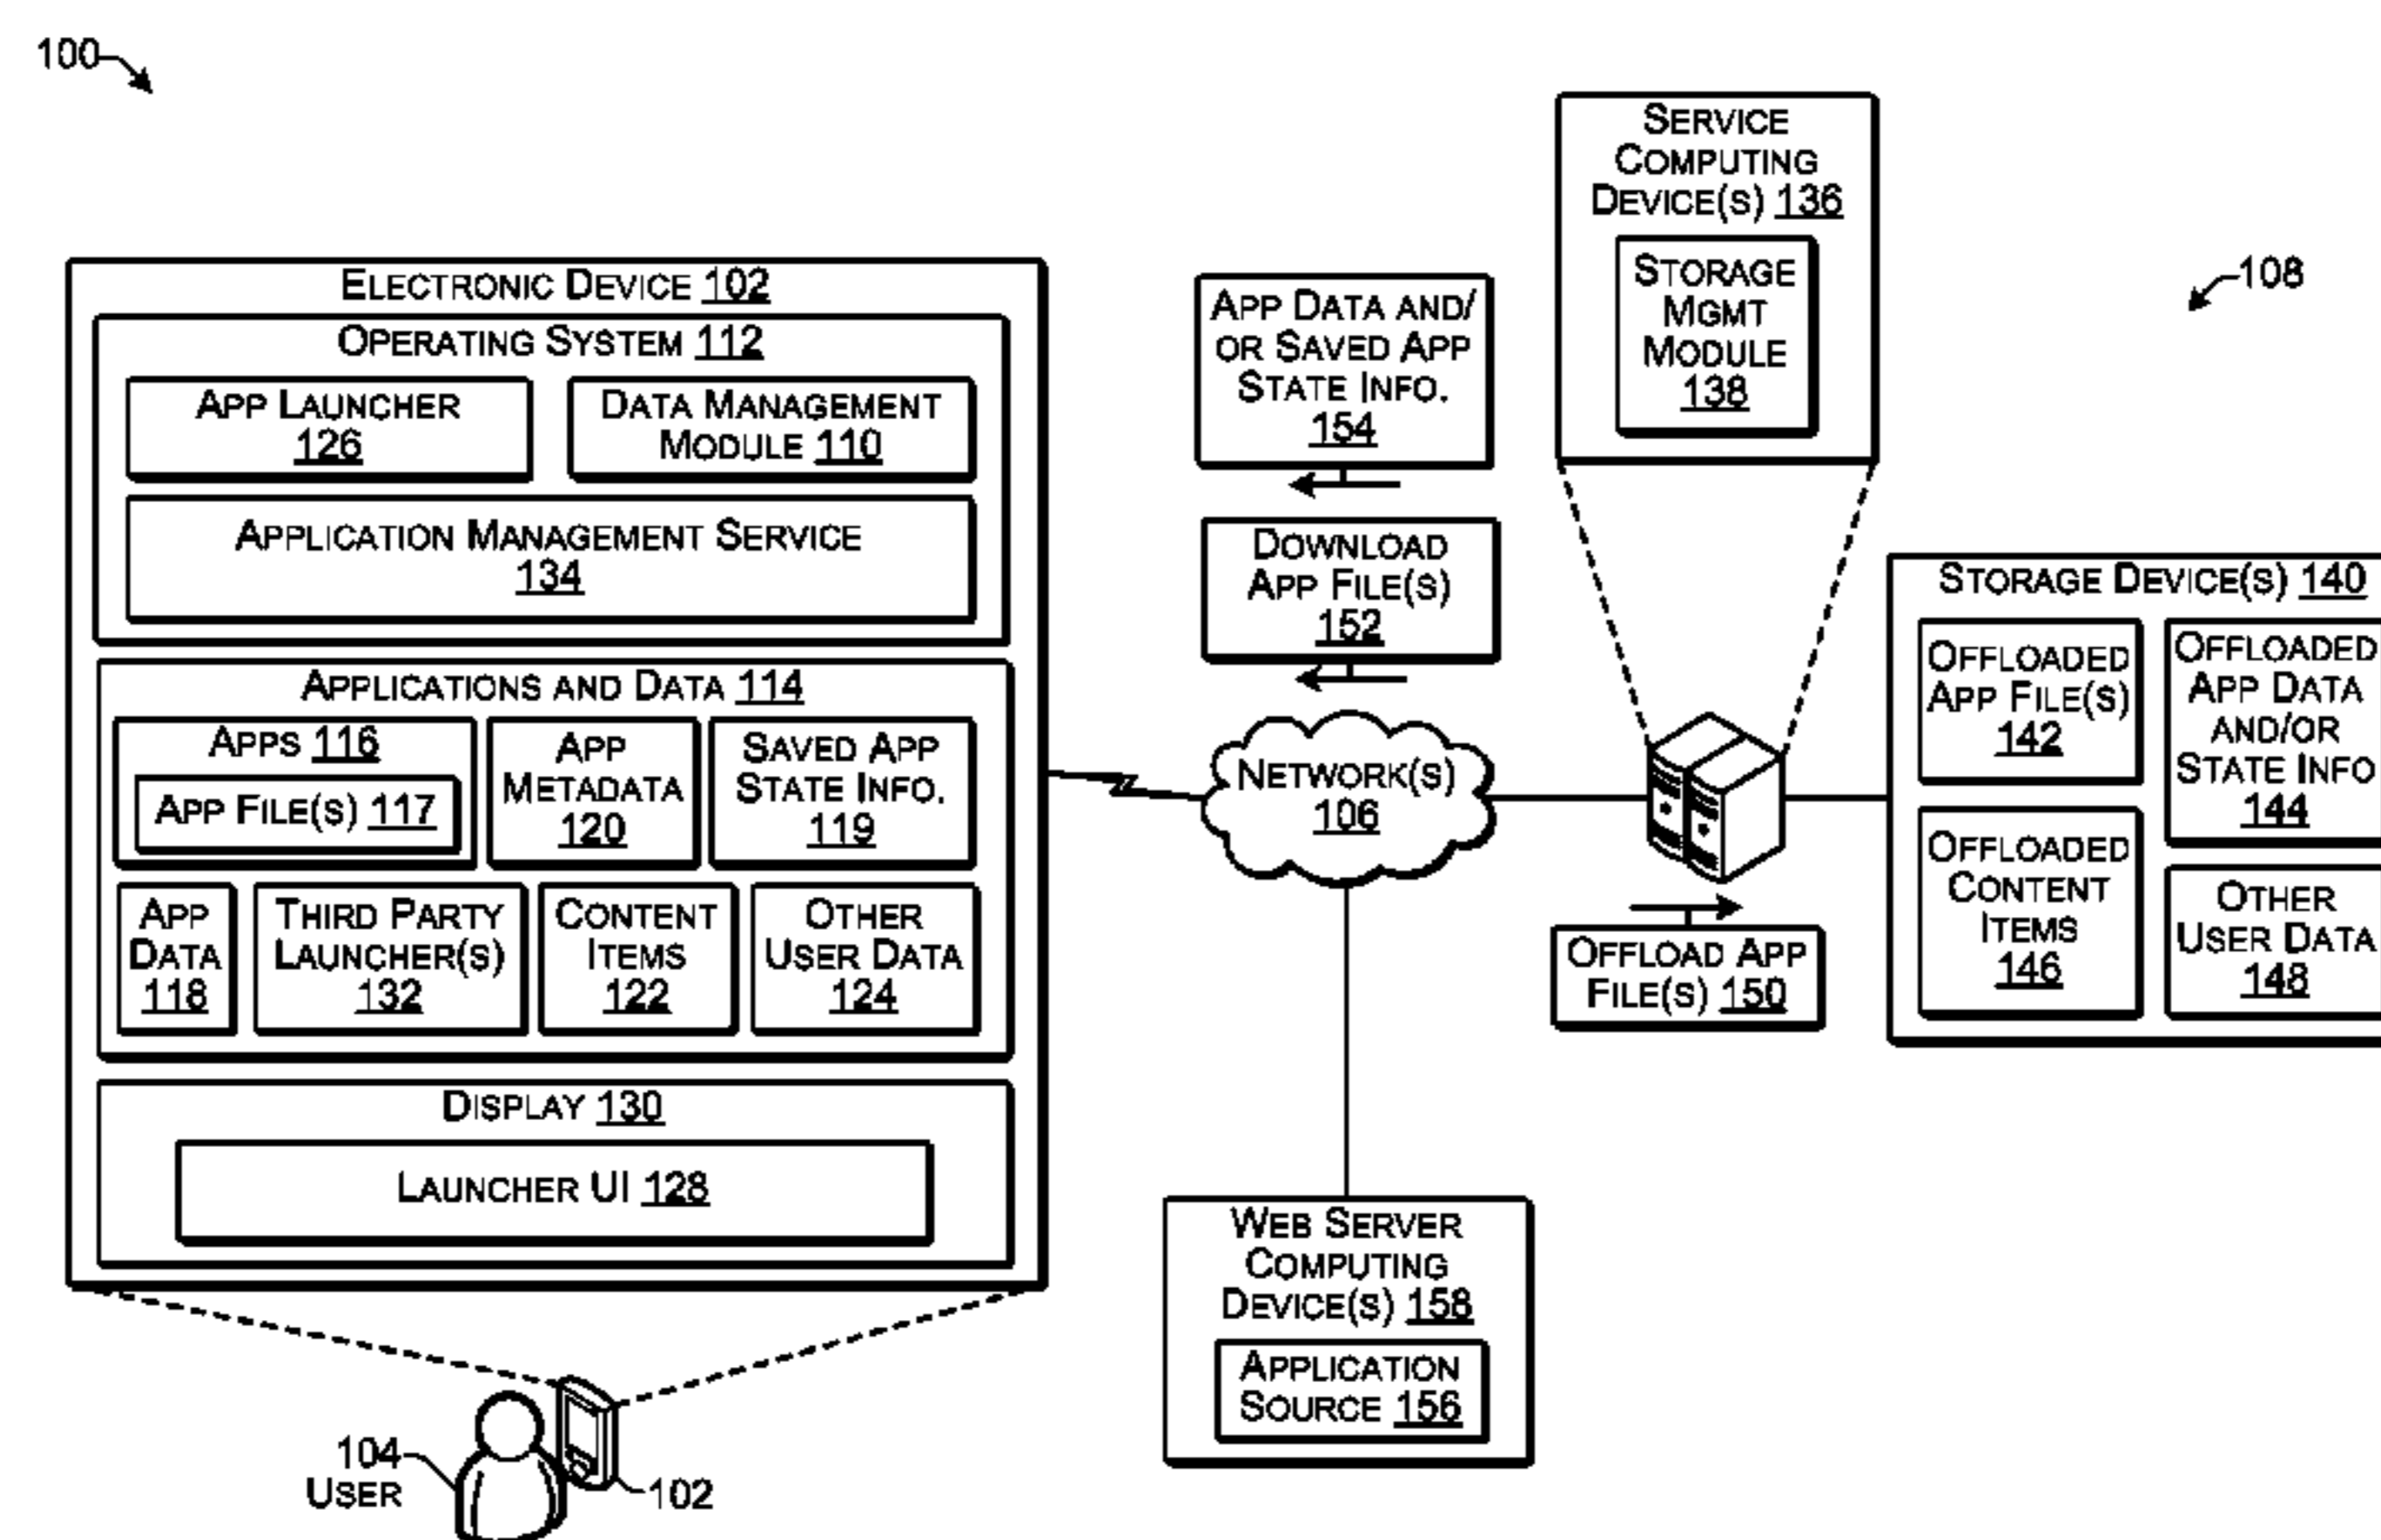 100
ELECTRONIC DEVICE 102
OPERATING SYSTEM 112
APP LAUNCHER
126
DATA MANAGEMENT
MODULE 110
APPLICATION MANAGEMENT SERVICE
134
APPLICATIONS AND DATA 114
APPS 116
APP FILE(S) 117
APP
METADATA
120
SAVED APP
STATE INFO.
119
APP
DATA
118
THIRD PARTY
LAUNCHER(S)
132
CONTENT
ITEMS
122
OTHER
USER DATA
124
DISPLAY 130
LAUNCHER UI 128
104
USER
102
APP DATA AND/
OR SAVED APP
STATE INFO.
154
DOWNLOAD
APP FILE(S)
152
NETWORK(S)
106
WEB SERVER
COMPUTING
DEVICE(S) 158
APPLICATION
SOURCE 156
SERVICE
COMPUTING
DEVICE(S) 136
STORAGE
MGMT
MODULE
138
108
OFFLOAD APP
FILE(S) 150
STORAGE DEVICE(S) 140
OFFLOADED
APP FILE(S)
142
OFFLOADED
APP DATA
AND/OR
STATE INFO
144
OFFLOADED
CONTENT
ITEMS
146
OTHER
USER DATA
148